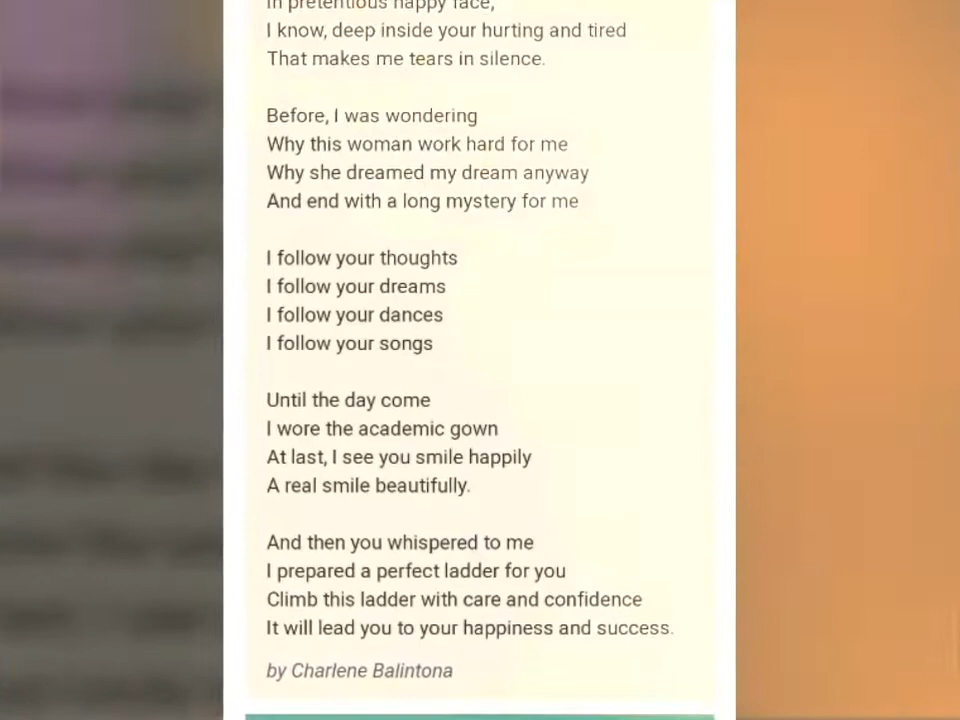 In pretentious happy face,
I know, deep inside your hurting and tired
That makes me tears in silence.
Before, I was wondering
Why this woman work hard for me
Why she dreamed my dream anyway
And end with a long mystery for me
I follow your thoughts
I follow your dreams
I follow your dances
I follow your songs
Until the day come
I wore the academic gown
At last, I see you smile happily
A real smile beautifully.
And then you whispered to me
I prepared a perfect ladder for you
Climb this ladder with care and confidence
It will lead you to your happiness and success.
by Charlene Balintona